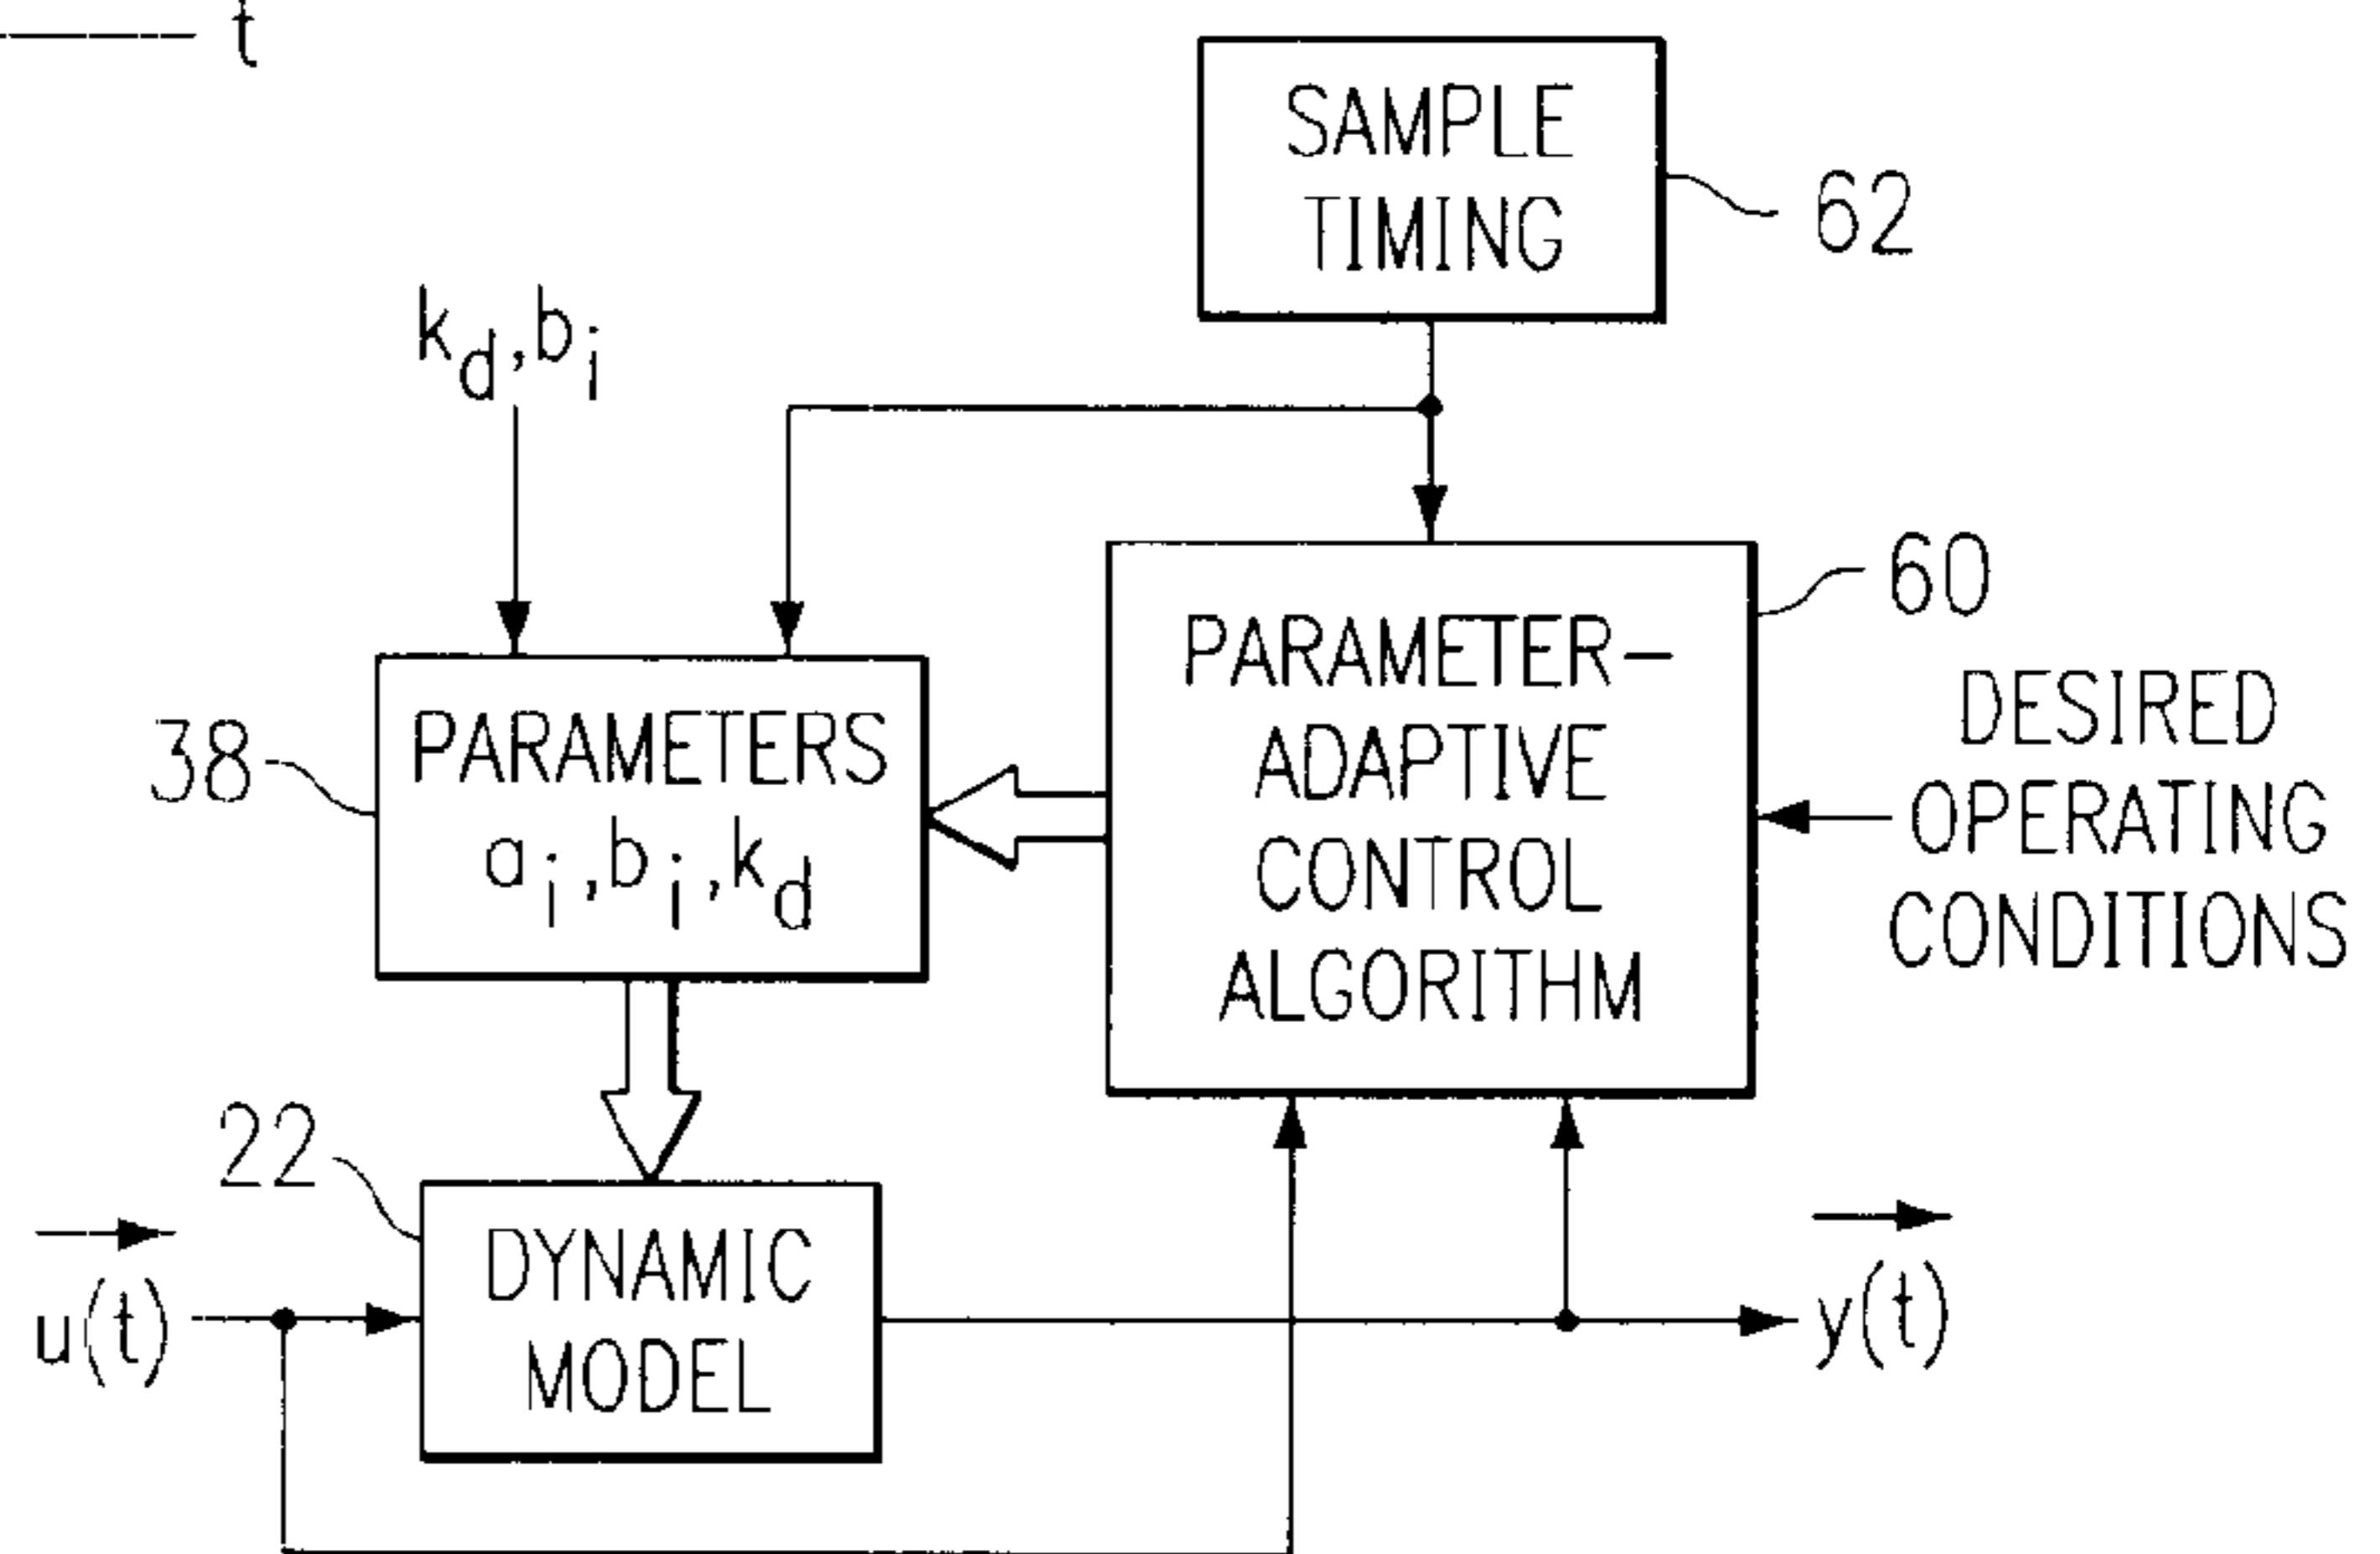 t
SAMPLE
TIMING
62
k_d,b_i
60
PARAMETER-
ADAPTIVE
CONTROL
ALGORITHM
DESIRED
OPERATING
CONDITIONS
38
PARAMETERS
a_i,b_i,k_d
22
DYNAMIC
MODEL
u(t)
y(t)